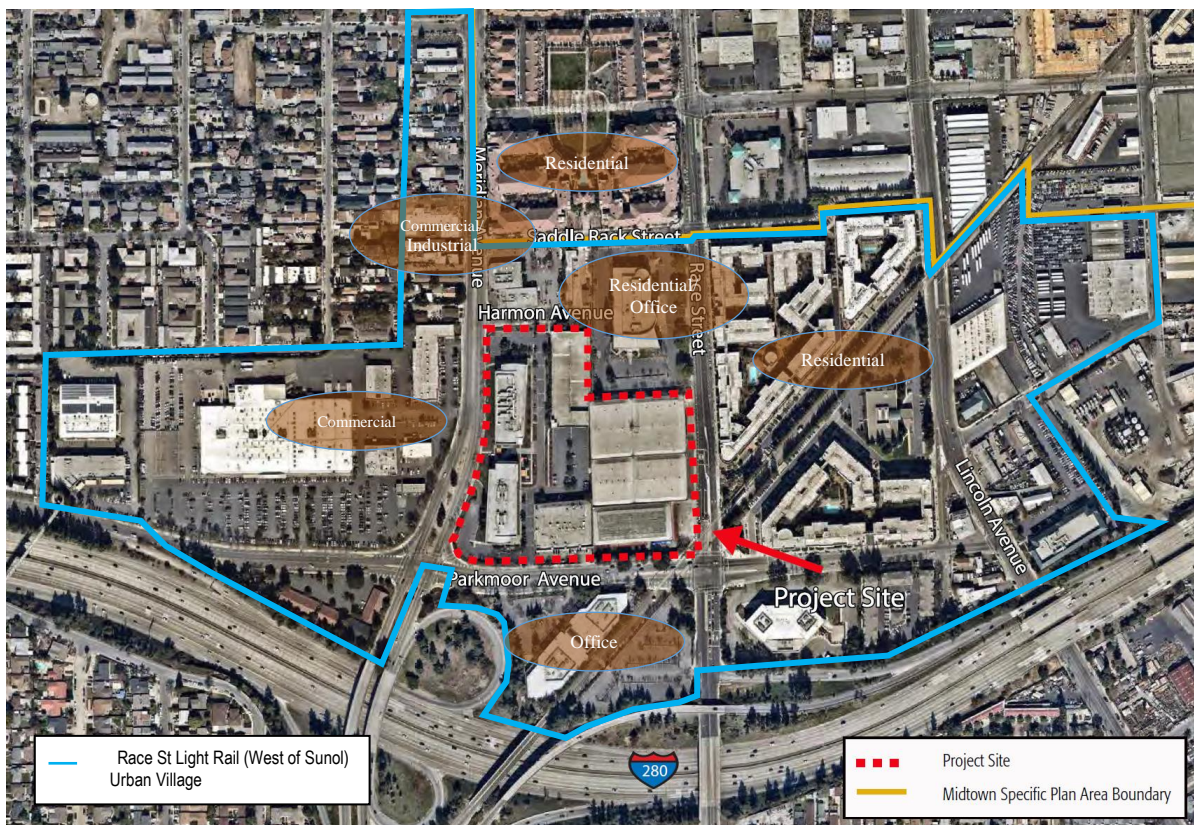 Residential
Meridian Avenue
Commercial
Industrial
Saddle Rack Street
Residential
Office
Race Street
Harmon Avenue
Residential
Commercial
Lincoln Avenue
Parkmoor Avenue
Project Site
Office
Race St Light Rail (West of Sunol)
Urban Village
280
Project Site
Midtown Specific Plan Area Boundary